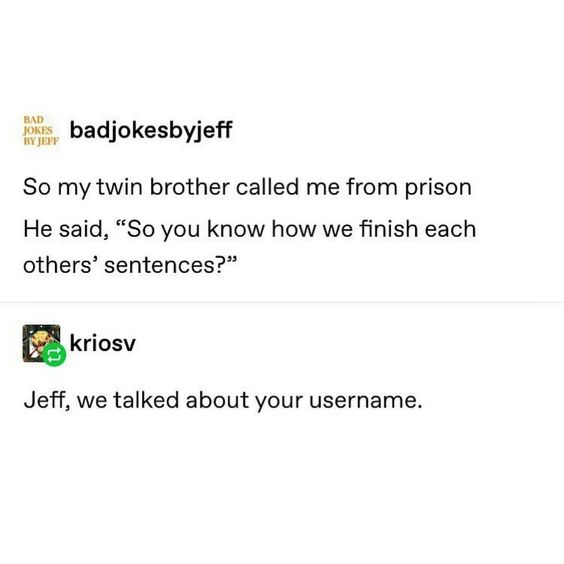 BAD
JOKES
BY JEFF
badjokesbyjeff
So my twin brother called me from prison
He said, “So you know how we finish each
others’ sentences?”
kriosv
Jeff, we talked about your username.